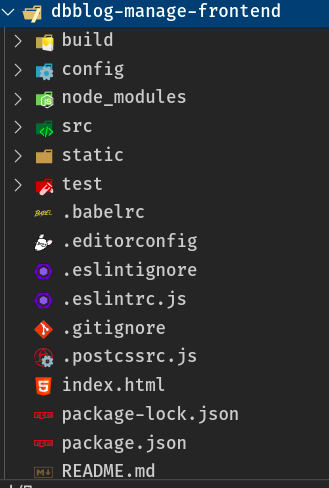 dbblog-manage-frontend
build
config
node_modules
src
static
test
.babelrc
.editorconfig
.eslintignore
.eslintrc.js
.gitignore
.postcssrc.js
index.html
package-lock.json
package.json
README.md